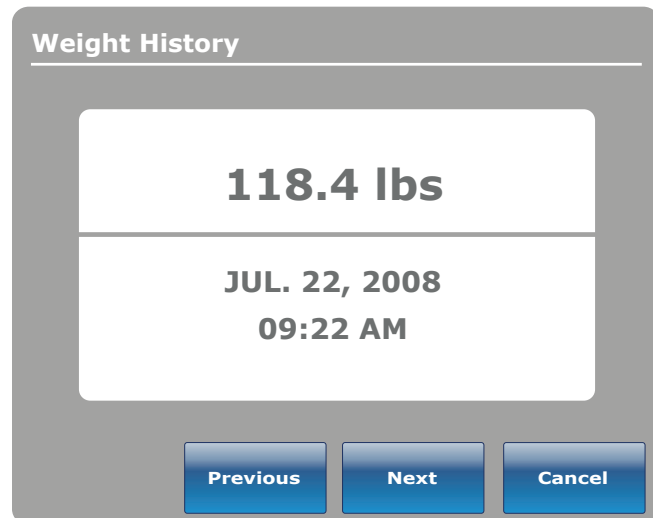 Weight History
118.4 lbs
JUL. 22, 2008
09:22 AM
Previous Next Cancel